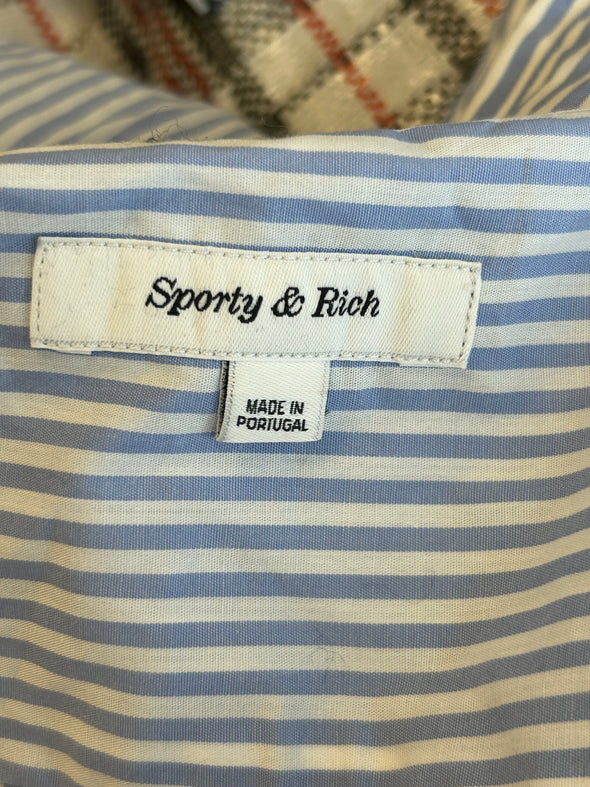 Sporty & Rich
MADE IN
PORTUGAL